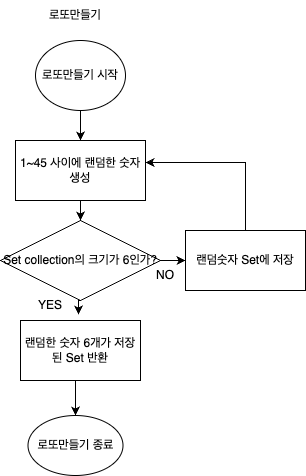 로또만들기
로또만들기 시작
1~45 사이에 랜덤한 숫자
생성
Set collection의 크기가 6인가?
NO
랜덤숫자 Set에 저장
YES
랜덤한 숫자 6개가 저장
된 Set 반환
로또만들기 종료